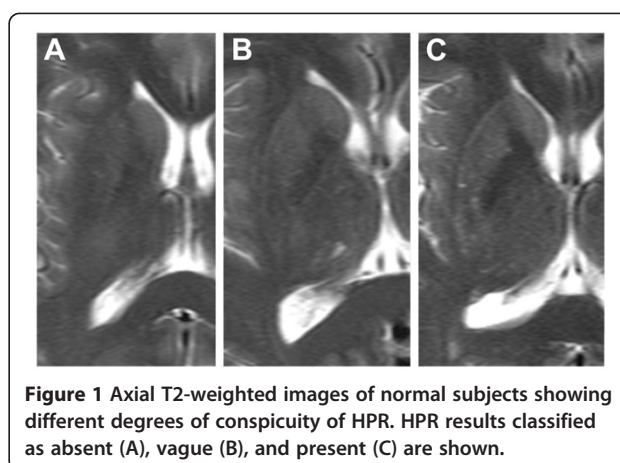 A B C
Figure 1 Axial T2-weighted images of normal subjects showing
different degrees of conspicuity of HPR. HPR results classified
as absent (A), vague (B), and present (C) are shown.